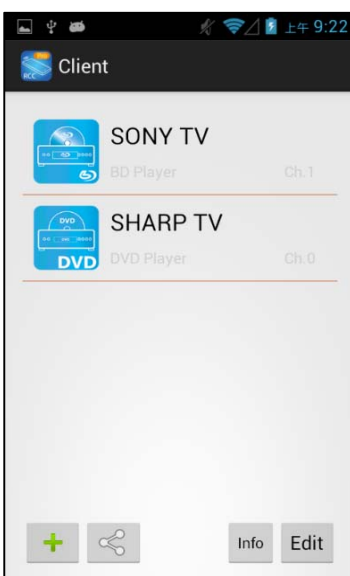 上午 9:22
RCC
Client
SONY TV
BD Player Ch.1
DVD
SHARP TV
DVD
DVD Player Ch.0
Info Edit